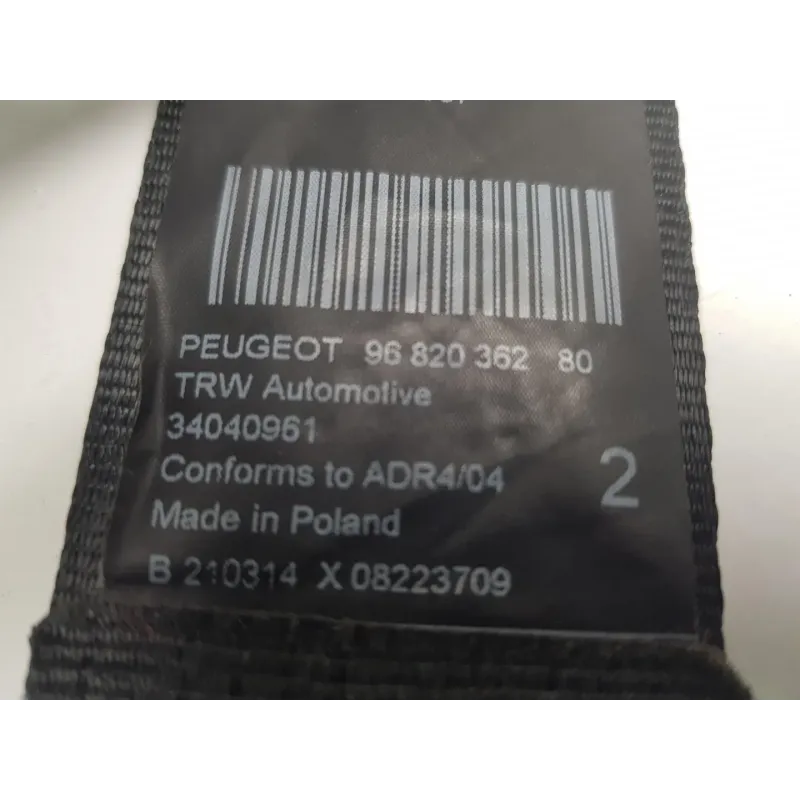 PEUGEOT 96 820 362 80
TRW Automotive
34040961
Conforms to ADR4/04
2
Made in Poland
B 210314 X 08223709